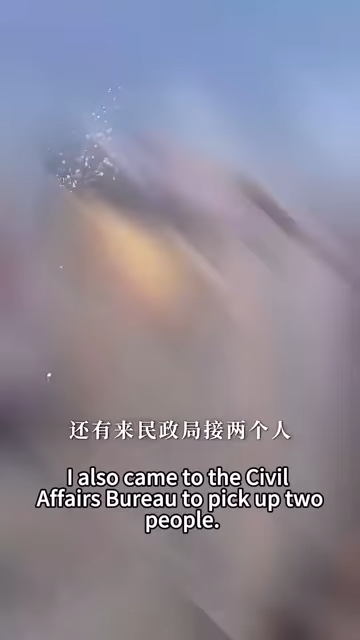 还有来民政局接两个人
I also came to the Civil
Affairs Bureau to pick up two
people.